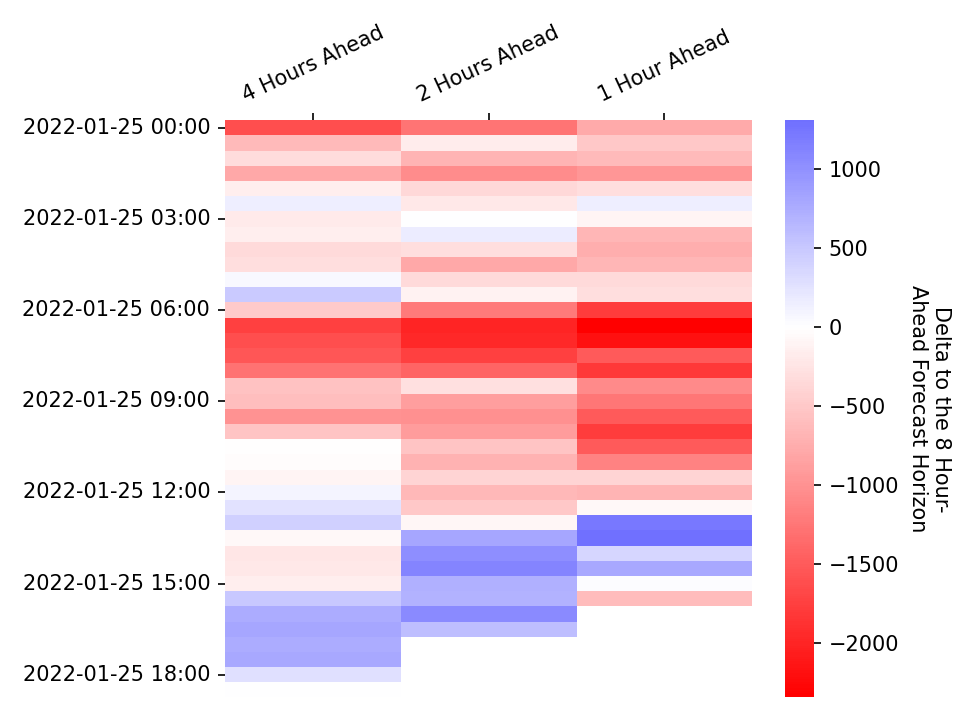 4 Hours Ahead
2 Hours Ahead
1 Hour Ahead
2022-01-25 00:00
2022-01-25 03:00
2022-01-25 06:00
2022-01-25 09:00
2022-01-25 12:00
2022-01-25 15:00
2022-01-25 18:00
1000
500
0
−500
−1000
−1500
−2000
Delta to the 8 Hour-
Ahead Forecast Horizon